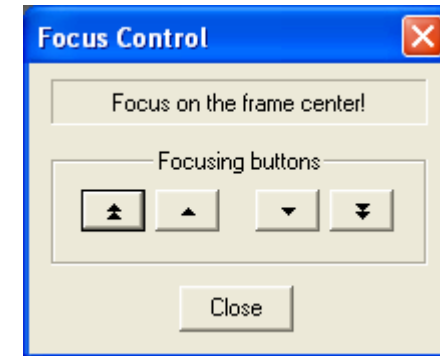 Focus Control
Focus on the frame center!
Focusing buttons
Close